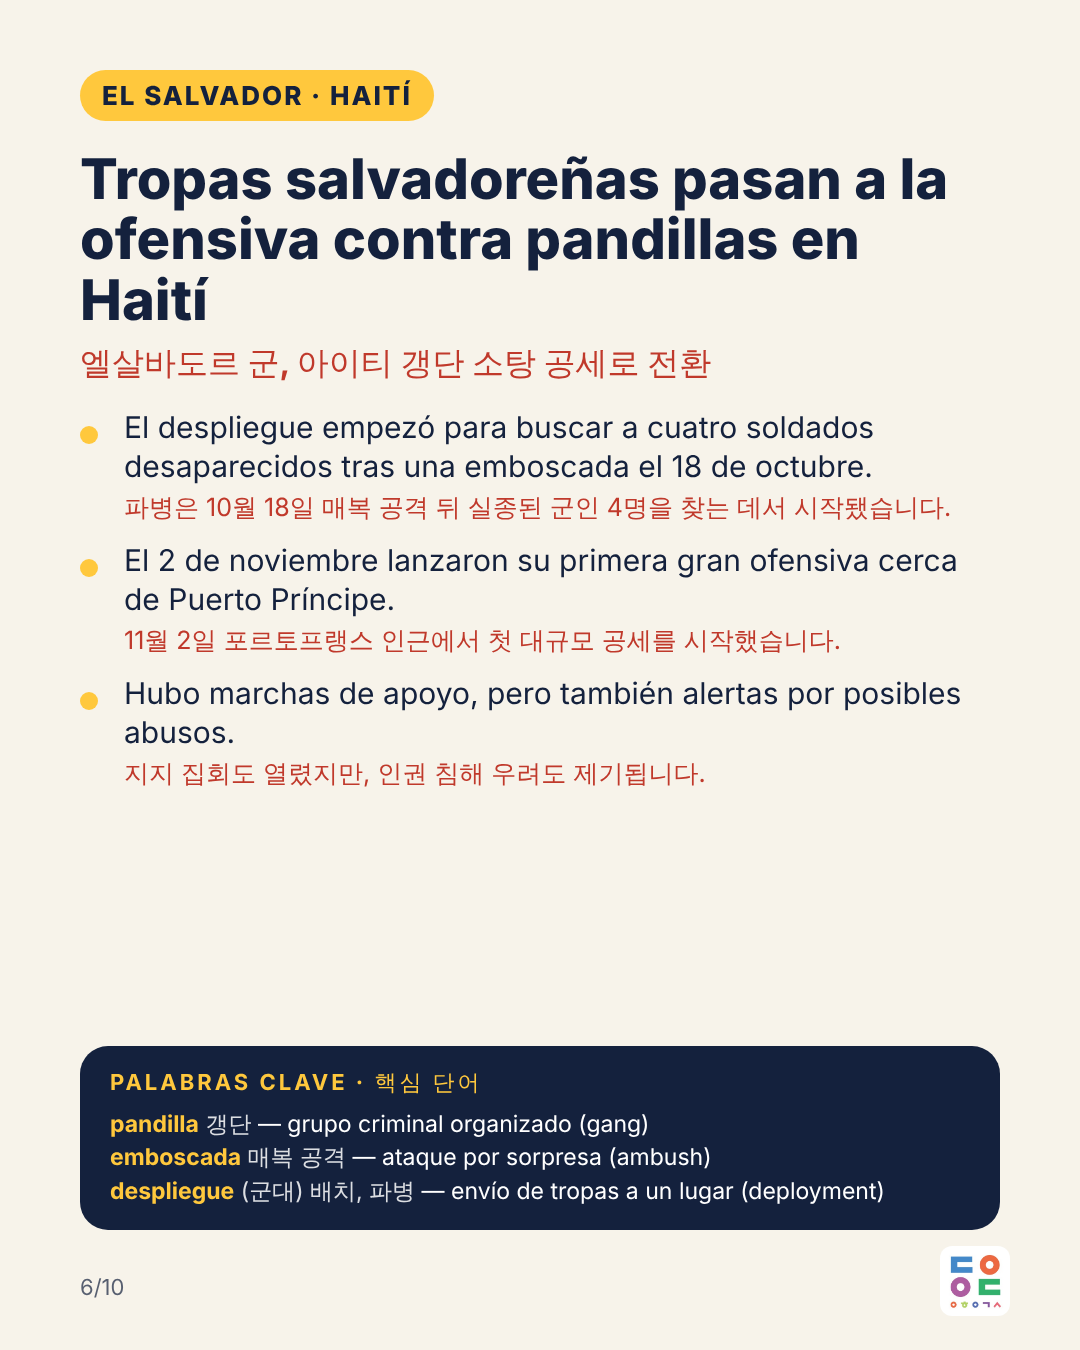 EL SALVADOR · HAITÍ
Tropas salvadoreñas pasan a la
ofensiva contra pandillas en
Haití
엘살바도르 군, 아이티 갱단 소탕 공세로 전환
El despliegue empezó para buscar a cuatro soldados
desaparecidos tras una emboscada el 18 de octubre.
파병은 10월 18일 매복 공격 뒤 실종된 군인 4명을 찾는 데서 시작됐습니다.
El 2 de noviembre lanzaron su primera gran ofensiva cerca
de Puerto Príncipe.
11월 2일 포르토프랭스 인근에서 첫 대규모 공세를 시작했습니다.
Hubo marchas de apoyo, pero también alertas por posibles
abusos.
지지 집회도 열렸지만, 인권 침해 우려도 제기됩니다.
PALABRAS CLAVE · 핵심 단어
pandilla 갱단 — grupo criminal organizado (gang)
emboscada 매복 공격 — ataque por sorpresa (ambush)
despliegue (군대) 배치, 파병 — envío de tropas a un lugar (deployment)
6/10